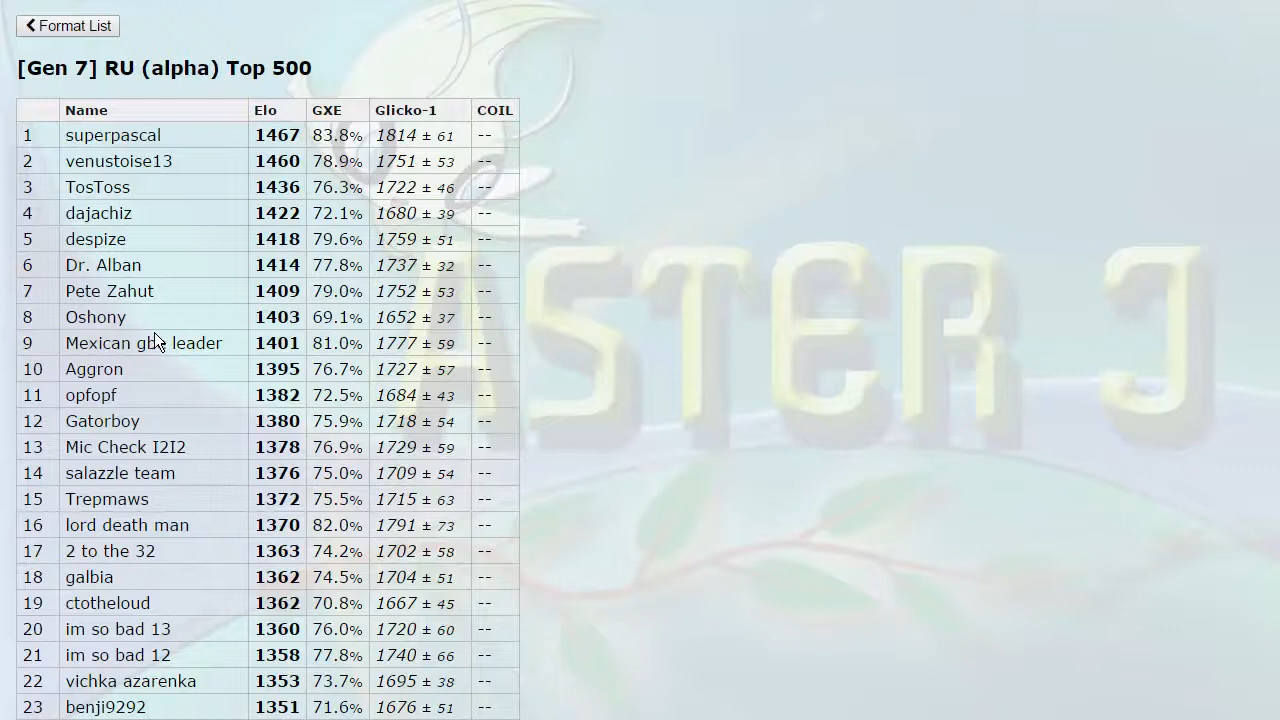 Format List
[Gen 7] RU (alpha) Top 500
Name Elo GXE Glicko-1 COIL
1 superpascal 1467 83.8% 1814 ± 61 --
2 venustoise13 1460 78.9% 1751 ± 53 --
3 TosToss 1436 76.3% 1722 ± 46 --
4 dajachiz 1422 72.1% 1680 ± 39 --
5 despize 1418 79.6% 1759 ± 51 --
6 Dr. Alban 1414 77.8% 1737 ± 32 --
7 Pete Zahut 1409 79.0% 1752 ± 53 --
8 Oshony 1403 69.1% 1652 ± 37 --
9 Mexican leader 1401 81.0% 1777 ± 59 --
10 Aggron 1395 76.7% 1727 ± 57 --
11 opfopf 1382 72.5% 1684 ± 43 --
12 Gatorboy 1380 75.9% 1718 ± 54 --
13 Mic Check I2I2 1378 76.9% 1729 ± 59 --
14 salazzle team 1376 75.0% 1709 ± 54 --
15 Trepmaws 1372 75.5% 1715 ± 63 --
16 lord death man 1370 82.0% 1791 ± 73 --
17 2 to the 32 1363 74.2% 1702 ± 58 --
18 galbia 1362 74.5% 1704 ± 51 --
19 ctotheloud 1362 70.8% 1667 ± 45 --
20 im so bad 13 1360 76.0% 1720 ± 60 --
21 im so bad 12 1358 77.8% 1740 ± 66 --
22 vichka azarenka 1353 73.7% 1695 ± 38 --
23 benji9292 1351 71.6% 1676 ± 51 --
ASTER J